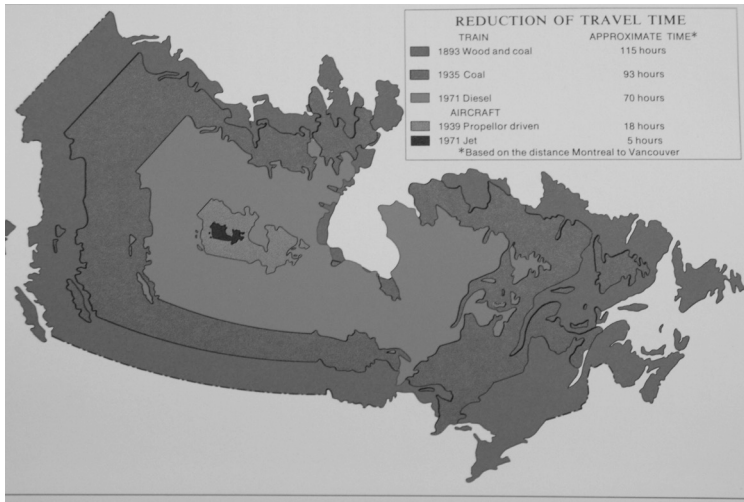 REDUCTION OF TRAVEL TIME
TRAIN APPROXIMATE TIME*
1893 Wood and coal 115 hours
1935 Coal 93 hours
1971 Diesel 70 hours
AIRCRAFT
1939 Propellor driven 18 hours
1971 Jet 5 hours
*Based on the distance Montreal to Vancouver